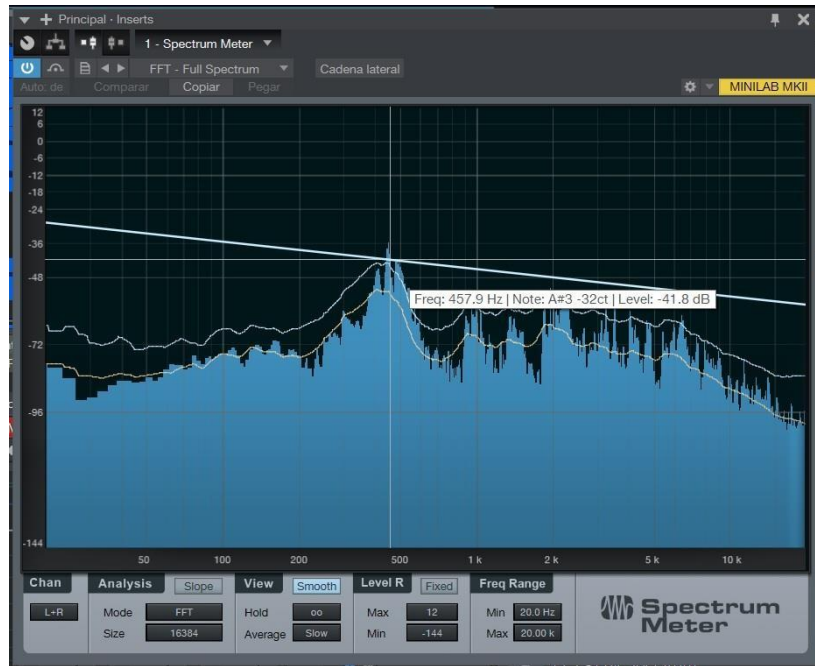 Principal - Inserts
1 - Spectrum Meter
FFT - Full Spectrum
Cadena lateral
Auto: de
Comparar
Copiar
Pegar
MINILAB MKII
12
6
0
-6
-12
-18
-24
-36
-48
-72
-96
-144
Freq: 457.9 Hz | Note: A#3 -32ct | Level: -41.8 dB
50
100
200
500
1 k
2 k
5 k
10 k
Chan
L+R
Analysis
Slope
Mode
FFT
Size
16384
View
Smooth
Hold
oo
Average
Slow
Level R
Fixed
Max
12
Min
-144
Freq Range
Min
20.0 Hz
Max
20.00 k
Spectrum
Meter